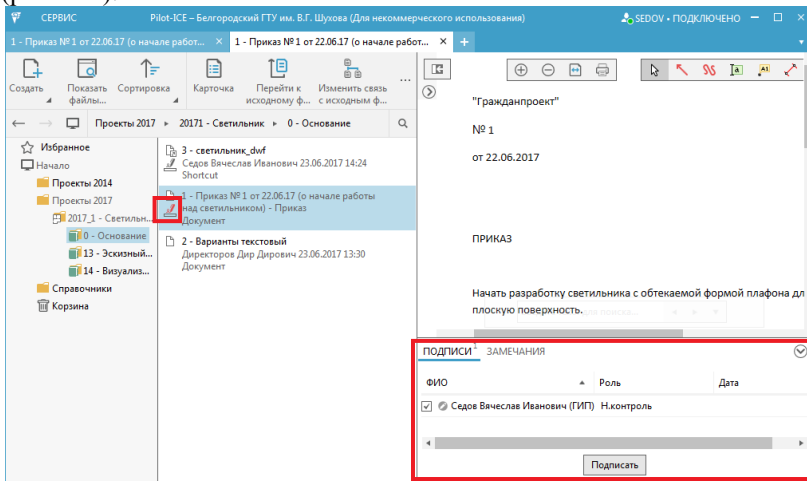 СЕРВИС
Pilot-ICE – Белгородский ГТУ им. В.Г. Шухова (Для некоммерческого использования)
SEDOV • ПОДКЛЮЧЕНО
1 - Приказ № 1 от 22.06.17 (о начале работ...
1 - Приказ № 1 от 22.06.17 (о начале работ...
Создать
Показать файлы...
Сортировка
Карточка
Перейти к исходному ф...
Изменить связь с исходным ф...
...
Проекты 2017 ▸ 20171 - Светильник ▸ 0 - Основание
Избранное
Начало
Проекты 2014
Проекты 2017
2017_1 - Светильн...
0 - Основание
13 - Эскизный...
14 - Визуализ...
Справочники
Корзина
3 - светильник_dwf
Седов Вячеслав Иванович 23.06.2017 14:24
Shortcut
1 - Приказ № 1 от 22.06.17 (о начале работы
над светильником) - Приказ
Документ
2 - Варианты текстовый
Директоров Дир Дирович 23.06.2017 13:30
Документ
"Гражданпроект"
№ 1
от 22.06.2017
ПРИКАЗ
Начать разработку светильника с обтекаемой формой плафона дл
плоскую поверхность.
ПОДПИСИ 1 ЗАМЕЧАНИЯ
ФИО Роль Дата
Седов Вячеслав Иванович (ГИП) Н.контроль
Подписать